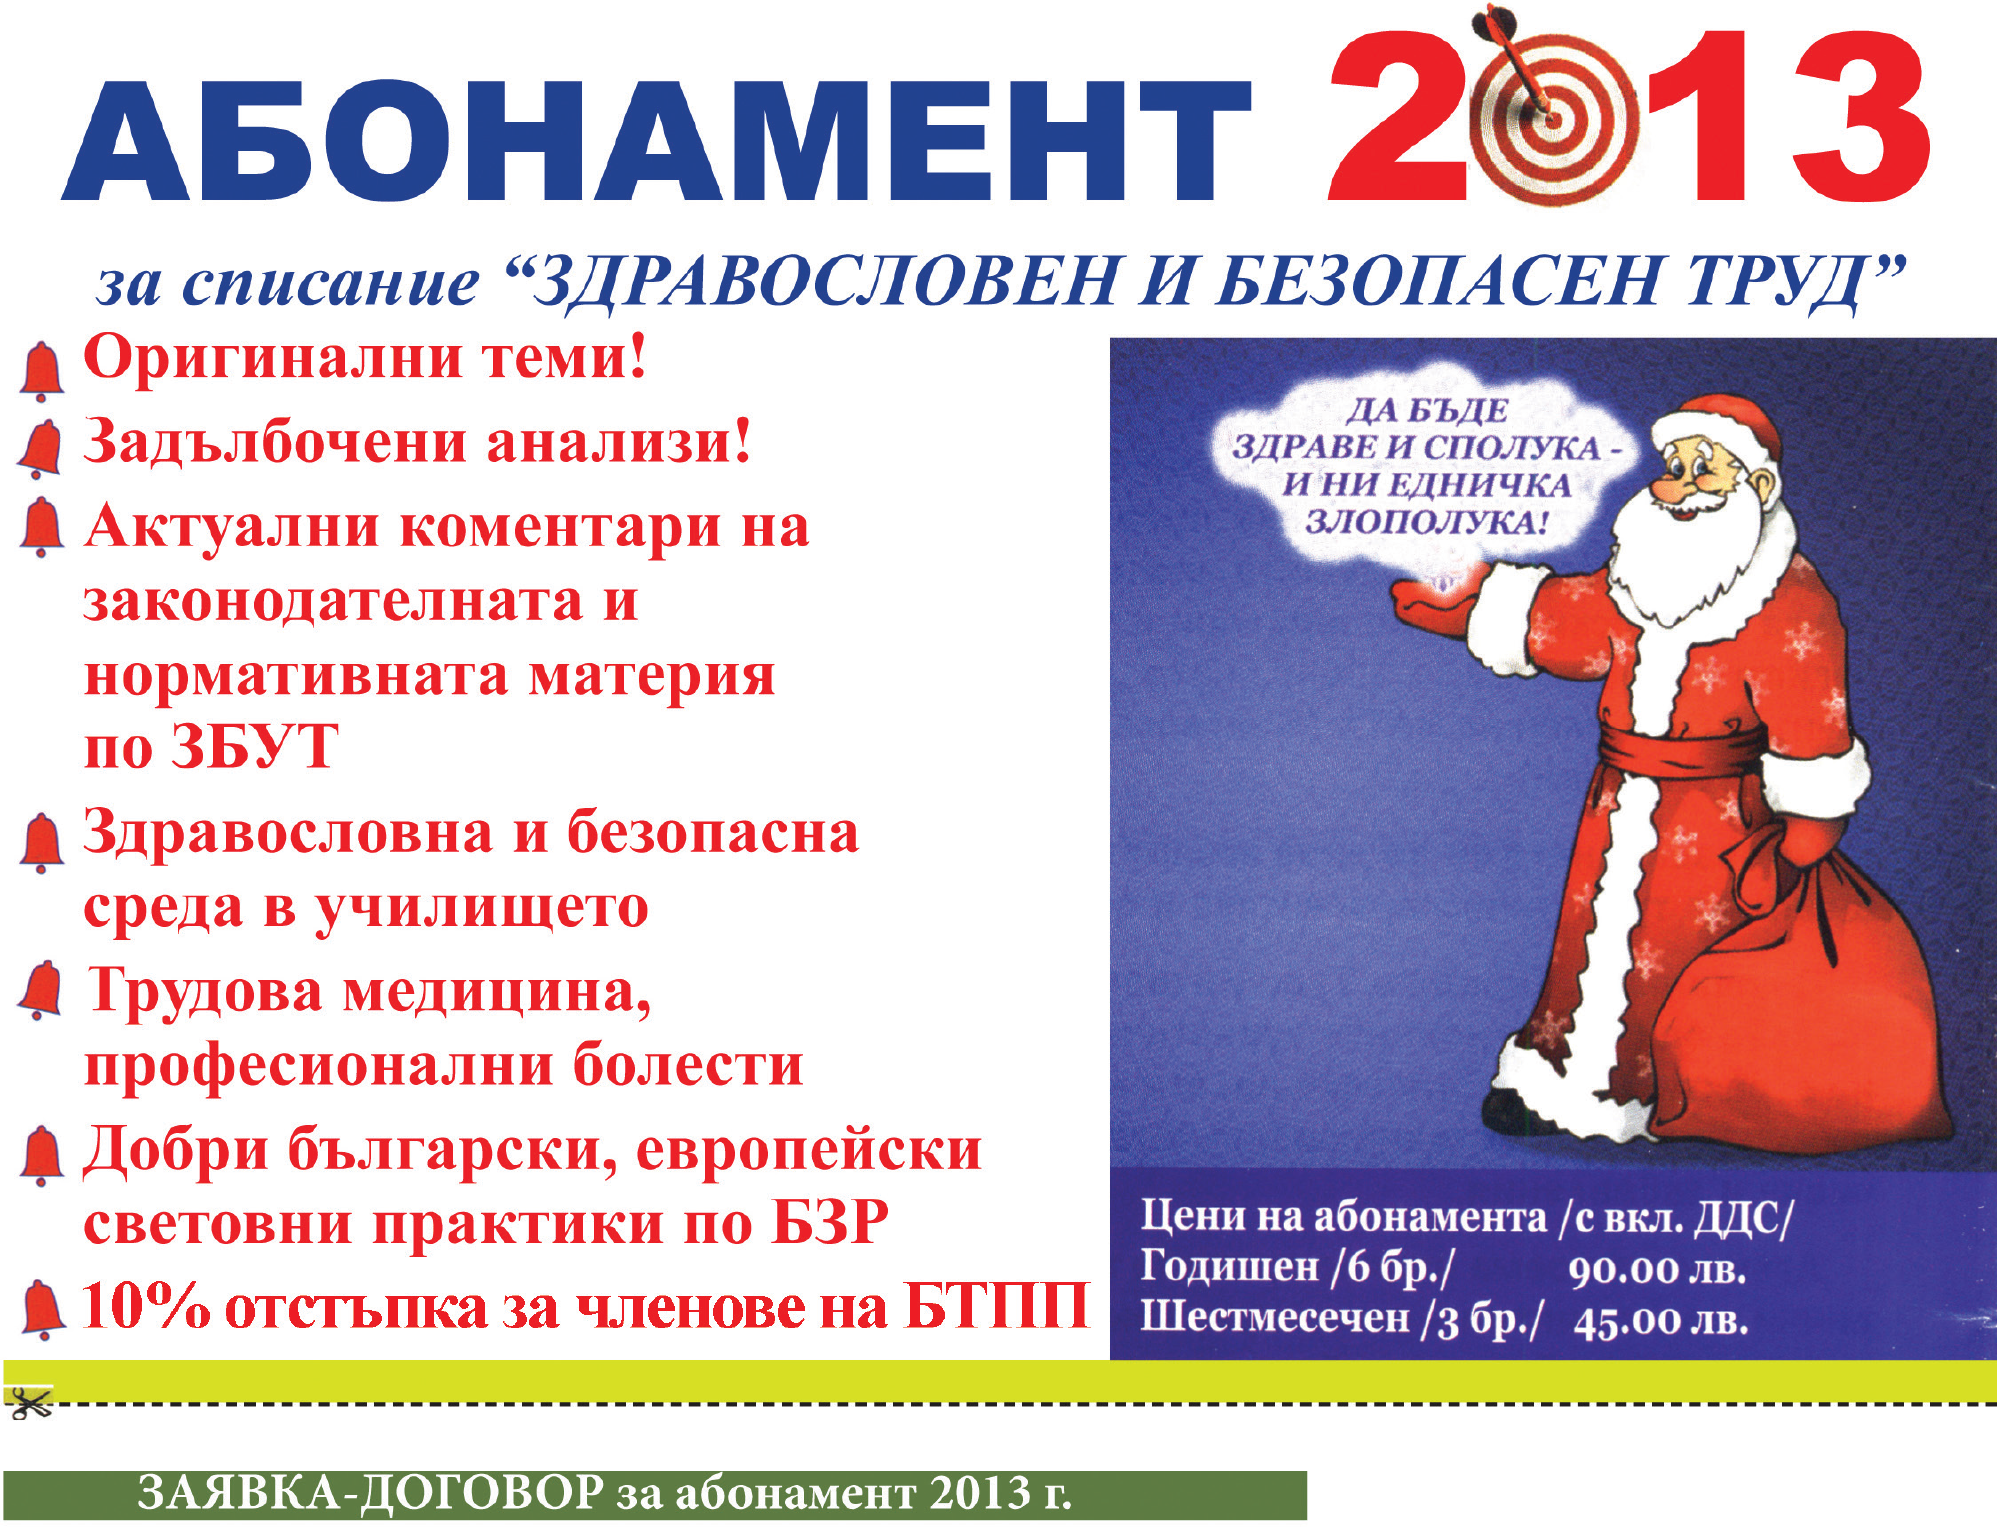 АБОНАМЕНТ 2013
за списание “ЗДРАВОСЛОВЕН И БЕЗОПАСЕН ТРУД”
Оригинални теми!
Задълбочени анализи!
Актуални коментари на
законодателната и
нормативната материя
по ЗБУТ
Здравословна и безопасна
среда в училището
Трудова медицина,
професионални болести
Добри български, европейски
световни практики по БЗР
10% отстъпка за членове на БТПП
ДА БЪДЕ
ЗДРАВЕ И СПОЛУКА -
И НИ ЕДНИЧКА
ЗЛОПОЛУКА!
Цени на абонамента /с вкл. ДДС/
Годишен /6 бр./ 90.00 лв.
Шестмесечен /3 бр./ 45.00 лв.
ЗАЯВКА-ДОГОВОР за абонамент 2013 г.